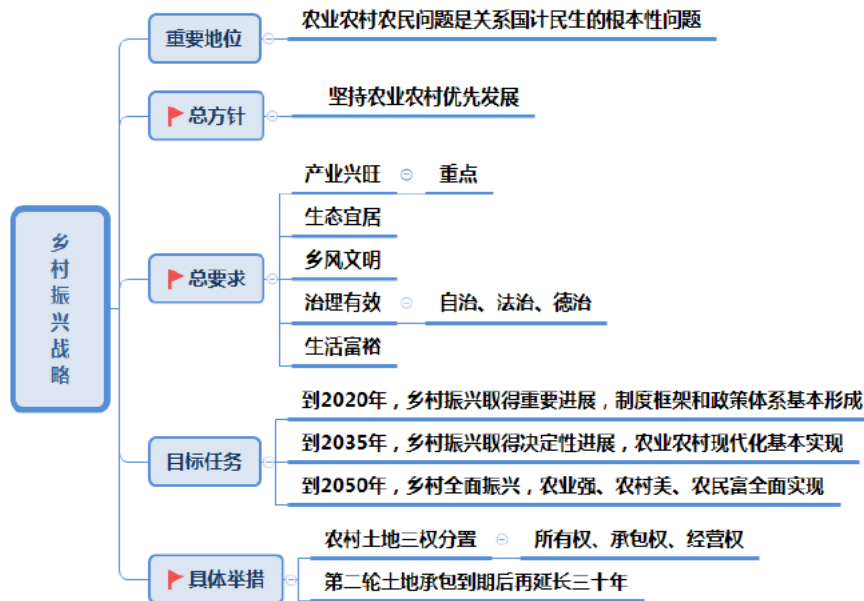 乡村振兴战略
重要地位
农业农村农民问题是关系国计民生的根本性问题
总方针
坚持农业农村优先发展
总要求
产业兴旺
重点
生态宜居
乡风文明
治理有效
自治、法治、德治
生活富裕
目标任务
到2020年，乡村振兴取得重要进展，制度框架和政策体系基本形成
到2035年，乡村振兴取得决定性进展，农业农村现代化基本实现
到2050年，乡村全面振兴，农业强、农村美、农民富全面实现
具体举措
农村土地三权分置
所有权、承包权、经营权
第二轮土地承包到期后再延长三十年